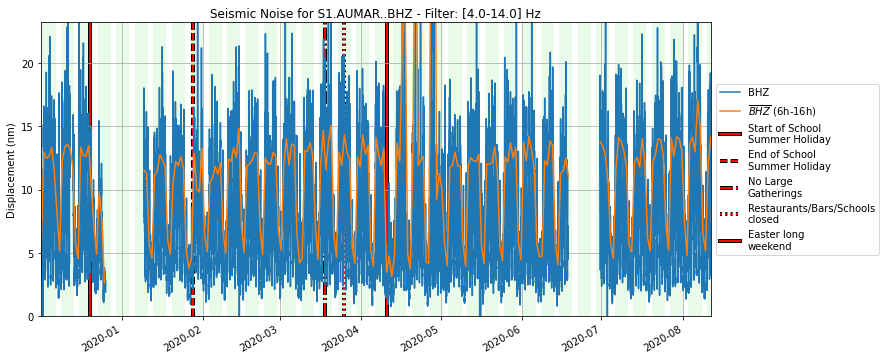 Seismic Noise for S1.AUMAR..BHZ - Filter: [4.0-14.0] Hz
Displacement (nm)
20
15
10
5
0
2020-01
2020-02
2020-03
2020-04
2020-05
2020-06
2020-07
2020-08
BHZ
BHZ (6h-16h)
Start of School
Summer Holiday
End of School
Summer Holiday
No Large
Gatherings
Restaurants/Bars/Schools
closed
Easter long
weekend